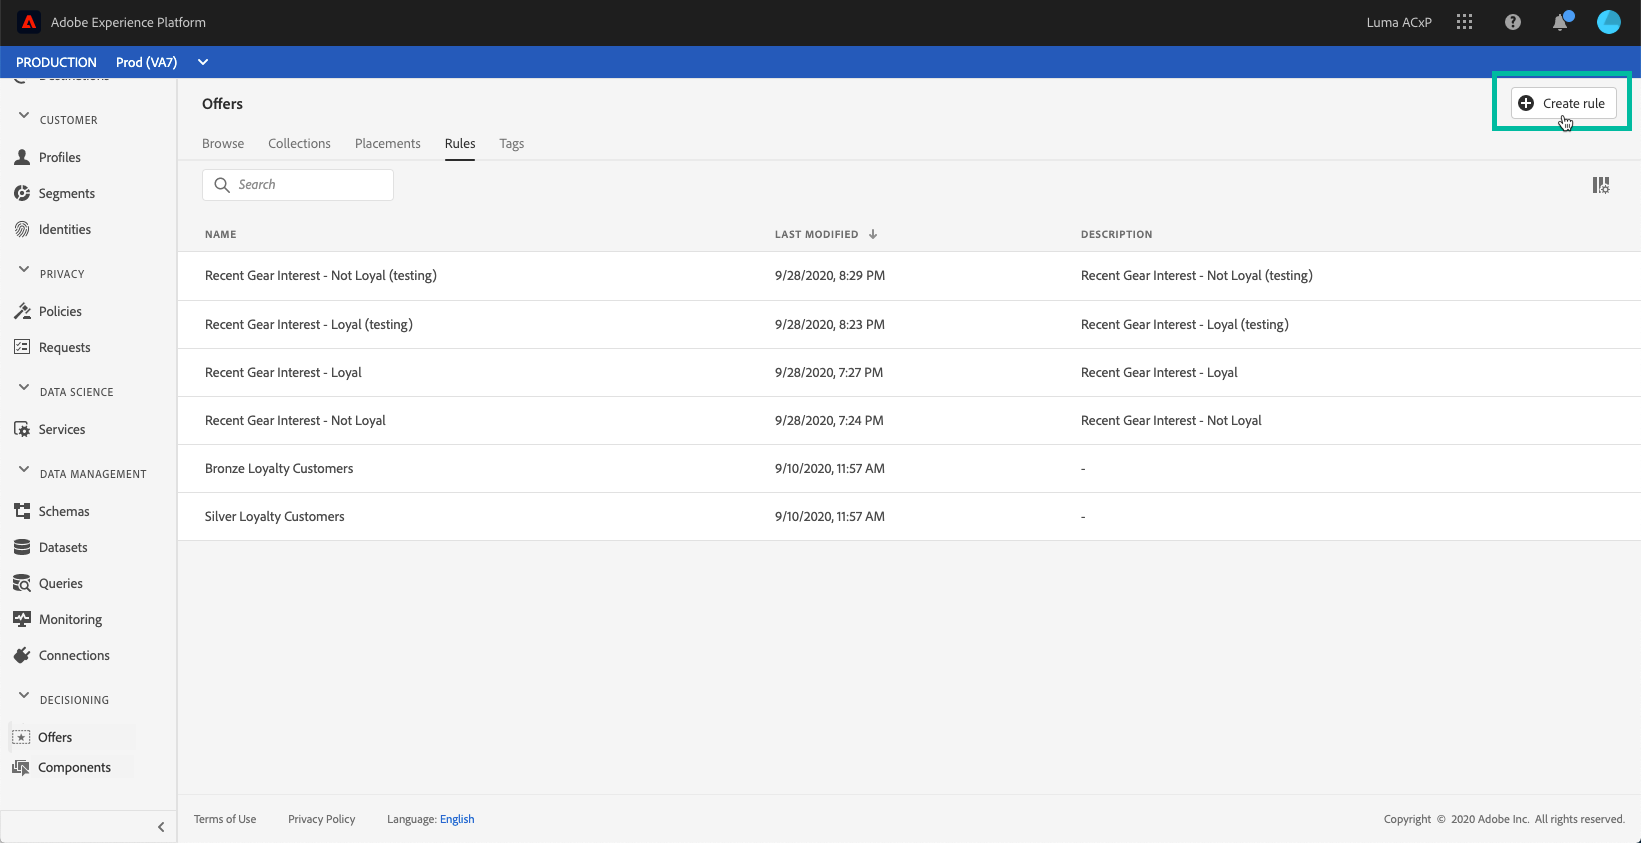 Adobe Experience Platform
Luma ACxP
PRODUCTION Prod (VA7)
Destinations
CUSTOMER
Profiles
Segments
Identities
PRIVACY
Policies
Requests
DATA SCIENCE
Services
DATA MANAGEMENT
Schemas
Datasets
Queries
Monitoring
Connections
DECISIONING
Offers
Components
Offers
Create rule
Browse Collections Placements Rules Tags
Search
NAME LAST MODIFIED DESCRIPTION
Recent Gear Interest - Not Loyal (testing) 9/28/2020, 8:29 PM Recent Gear Interest - Not Loyal (testing)
Recent Gear Interest - Loyal (testing) 9/28/2020, 8:23 PM Recent Gear Interest - Loyal (testing)
Recent Gear Interest - Loyal 9/28/2020, 7:27 PM Recent Gear Interest - Loyal
Recent Gear Interest - Not Loyal 9/28/2020, 7:24 PM Recent Gear Interest - Not Loyal
Bronze Loyalty Customers 9/10/2020, 11:57 AM -
Silver Loyalty Customers 9/10/2020, 11:57 AM -
Terms of Use Privacy Policy Language: English Copyright © 2020 Adobe Inc. All rights reserved.